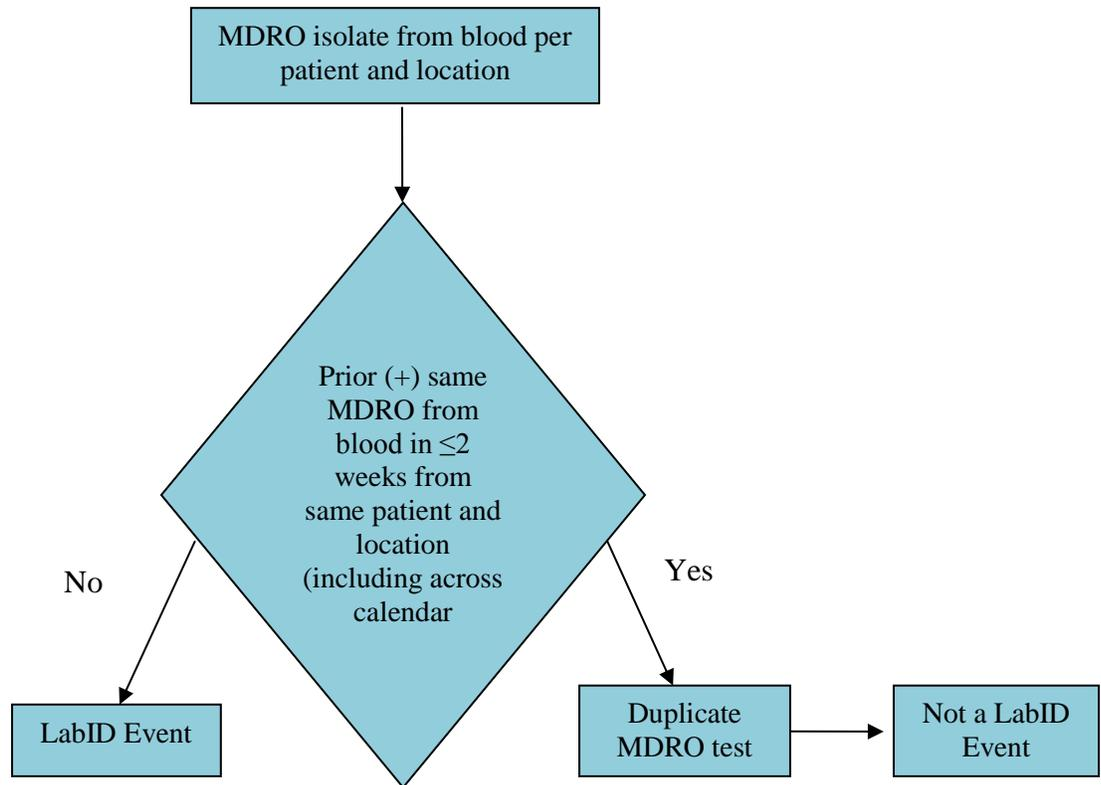 MDRO isolate from blood per
patient and location
Prior (+) same
MDRO from
blood in ≤2
weeks from
same patient and
location
(including across
calendar
No
Yes
LabID Event
Duplicate
MDRO test
Not a LabID
Event